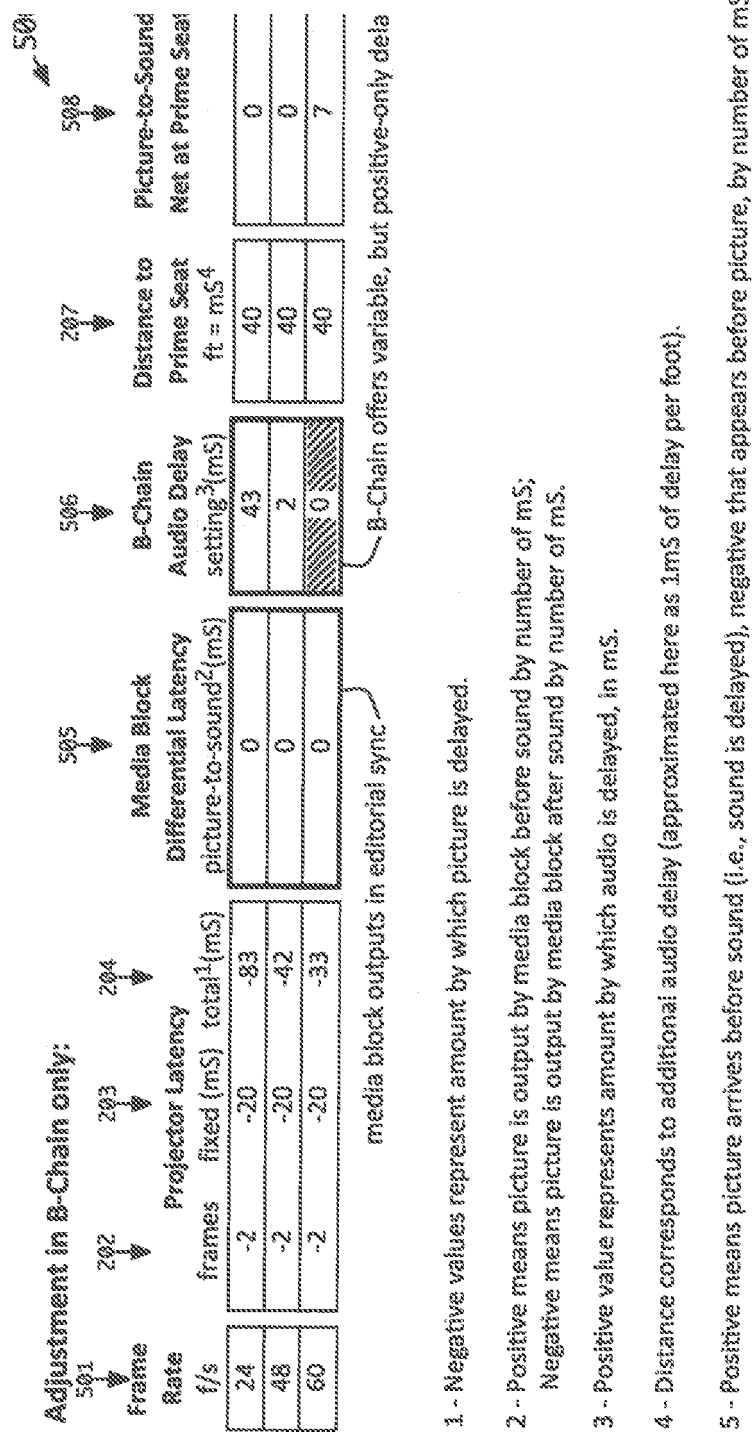 50
Adjustment in B-Chain only:
501 202 203 204 505 506 207 508
Frame Media Block B-Chain Distance to Picture-to-Sound
Rate Projector Latency Differential Latency Audio Delay Prime Seat Net at Prime Seat
f/s frames fixed (mS) total¹(mS) picture-to-sound²(mS) setting³(mS) ft = mS⁴
24 -2 -20 -83 0 43 40 0
48 -2 -20 -42 0 2 40 0
60 -2 -20 -33 0 0 40 7
media block outputs in editorial sync B-Chain offers variable, but positive-only dela
1 - Negative values represent amount by which picture is delayed.
2 - Positive means picture is output by media block before sound by number of mS;
Negative means picture is output by media block after sound by number of mS.
3 - Positive value represents amount by which audio is delayed, in mS.
4 - Distance corresponds to additional audio delay (approximated here as 1mS of delay per foot).
5 - Positive means picture arrives before sound (i.e., sound is delayed), negative that appears before picture, by number of mS